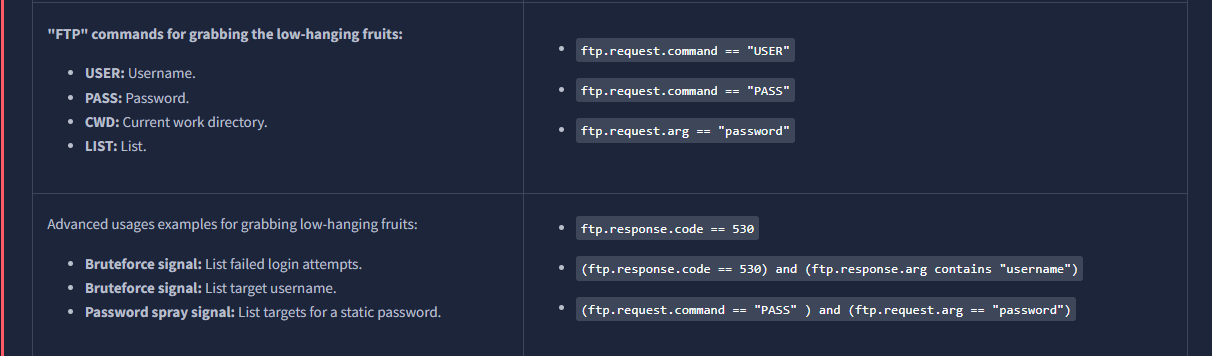 "FTP" commands for grabbing the low-hanging fruits:
USER: Username.
PASS: Password.
CWD: Current work directory.
LIST: List.
ftp.request.command == "USER"
ftp.request.command == "PASS"
ftp.request.arg == "password"
Advanced usages examples for grabbing low-hanging fruits:
Bruteforce signal: List failed login attempts.
Bruteforce signal: List target username.
Password spray signal: List targets for a static password.
ftp.response.code == 530
(ftp.response.code == 530) and (ftp.response.arg contains "username")
(ftp.request.command == "PASS" ) and (ftp.request.arg == "password")